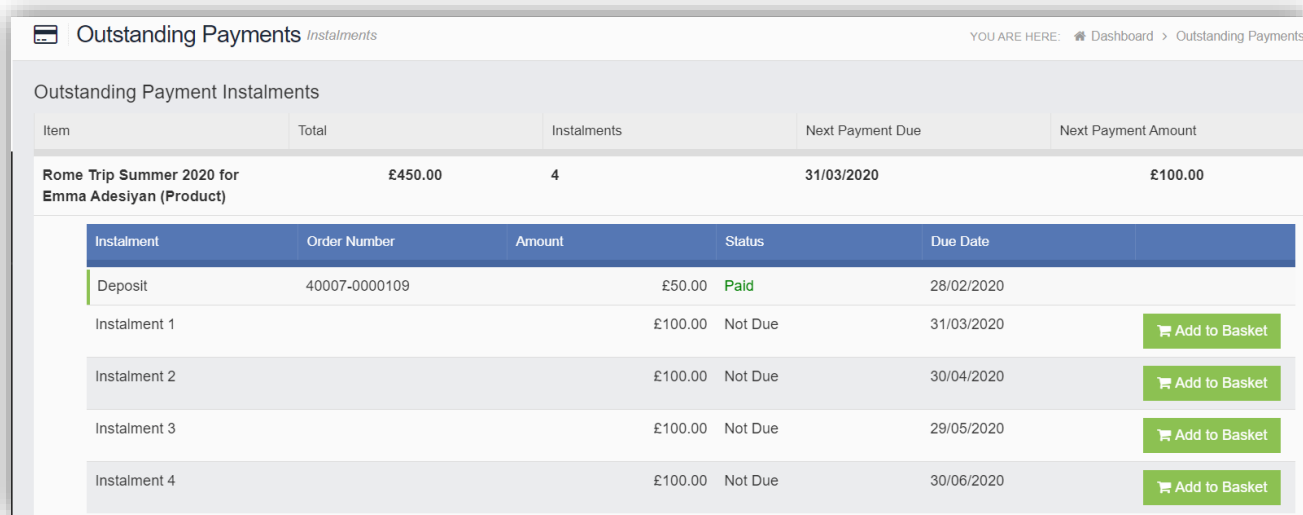 Outstanding Payments Instalments
YOU ARE HERE: Dashboard > Outstanding Payments
Outstanding Payment Instalments
Item Total Instalments Next Payment Due Next Payment Amount
Rome Trip Summer 2020 for £450.00 4 31/03/2020 £100.00
Emma Adesiyan (Product)
Instalment Order Number Amount Status Due Date
Deposit 40007-0000109 £50.00 Paid 28/02/2020
Instalment 1 £100.00 Not Due 31/03/2020 Add to Basket
Instalment 2 £100.00 Not Due 30/04/2020 Add to Basket
Instalment 3 £100.00 Not Due 29/05/2020 Add to Basket
Instalment 4 £100.00 Not Due 30/06/2020 Add to Basket